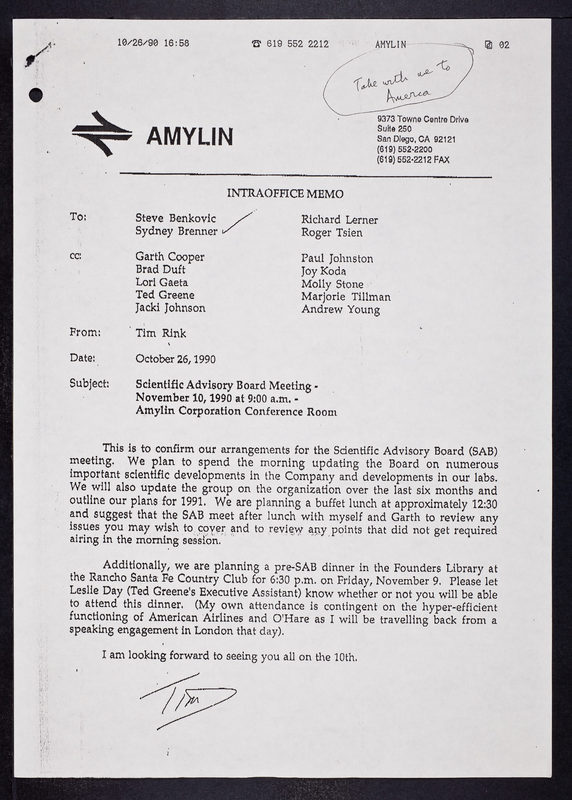 10/26/90 16:58 ☎ 619 552 2212 AMYLIN 02
Take with us to
America
AMYLIN
9373 Towne Centre Drive
Suite 250
San Diego, CA 92121
(619) 552-2200
(619) 552-2212 FAX
INTRAOFFICE MEMO
To: Steve Benkovic Richard Lerner
Sydney Brenner Roger Tsien
cc: Garth Cooper Paul Johnston
Brad Duft Joy Koda
Lori Gaeta Molly Stone
Ted Greene Marjorie Tillman
Jacki Johnson Andrew Young
From: Tim Rink
Date: October 26, 1990
Subject: Scientific Advisory Board Meeting -
November 10, 1990 at 9:00 a.m. -
Amylin Corporation Conference Room
This is to confirm our arrangements for the Scientific Advisory Board (SAB)
meeting. We plan to spend the morning updating the Board on numerous
important scientific developments in the Company and developments in our labs.
We will also update the group on the organization over the last six months and
outline our plans for 1991. We are planning a buffet lunch at approximately 12:30
and suggest that the SAB meet after lunch with myself and Garth to review any
issues you may wish to cover and to review any points that did not get required
airing in the morning session.
Additionally, we are planning a pre-SAB dinner in the Founders Library at
the Rancho Santa Fe Country Club for 6:30 p.m. on Friday, November 9. Please let
Leslie Day (Ted Greene's Executive Assistant) know whether or not you will be able
to attend this dinner. (My own attendance is contingent on the hyper-efficient
functioning of American Airlines and O'Hare as I will be travelling back from a
speaking engagement in London that day).
I am looking forward to seeing you all on the 10th.
Tim